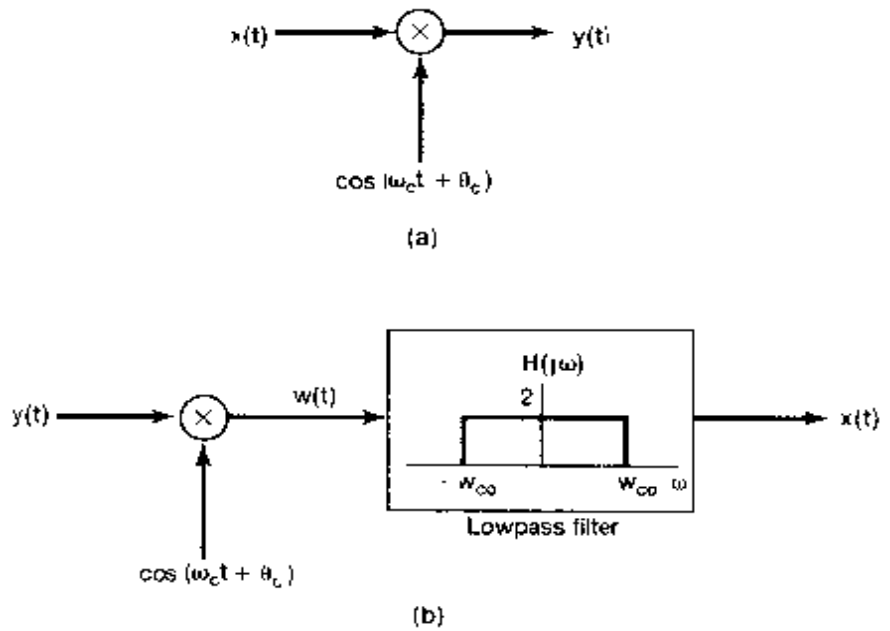 x(t)
y(t)
cos (ω_c t + θ_c)
(a)
H(jω)
2
w(t)
y(t)
x(t)
- w_co
w_co
ω
Lowpass filter
cos (ω_c t + θ_c)
(b)